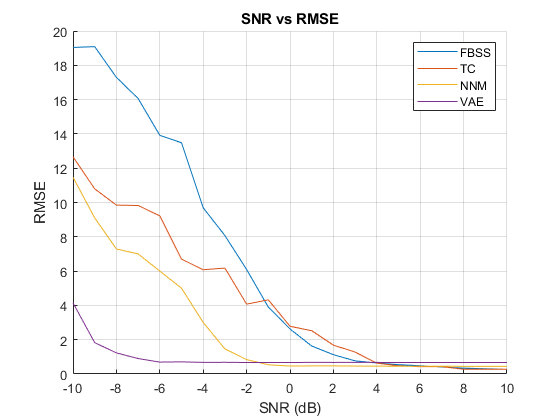 SNR vs RMSE
FBSS
TC
NNM
VAE
20
18
16
14
12
10
8
6
4
2
0
RMSE
-10 -8 -6 -4 -2 0 2 4 6 8 10
SNR (dB)